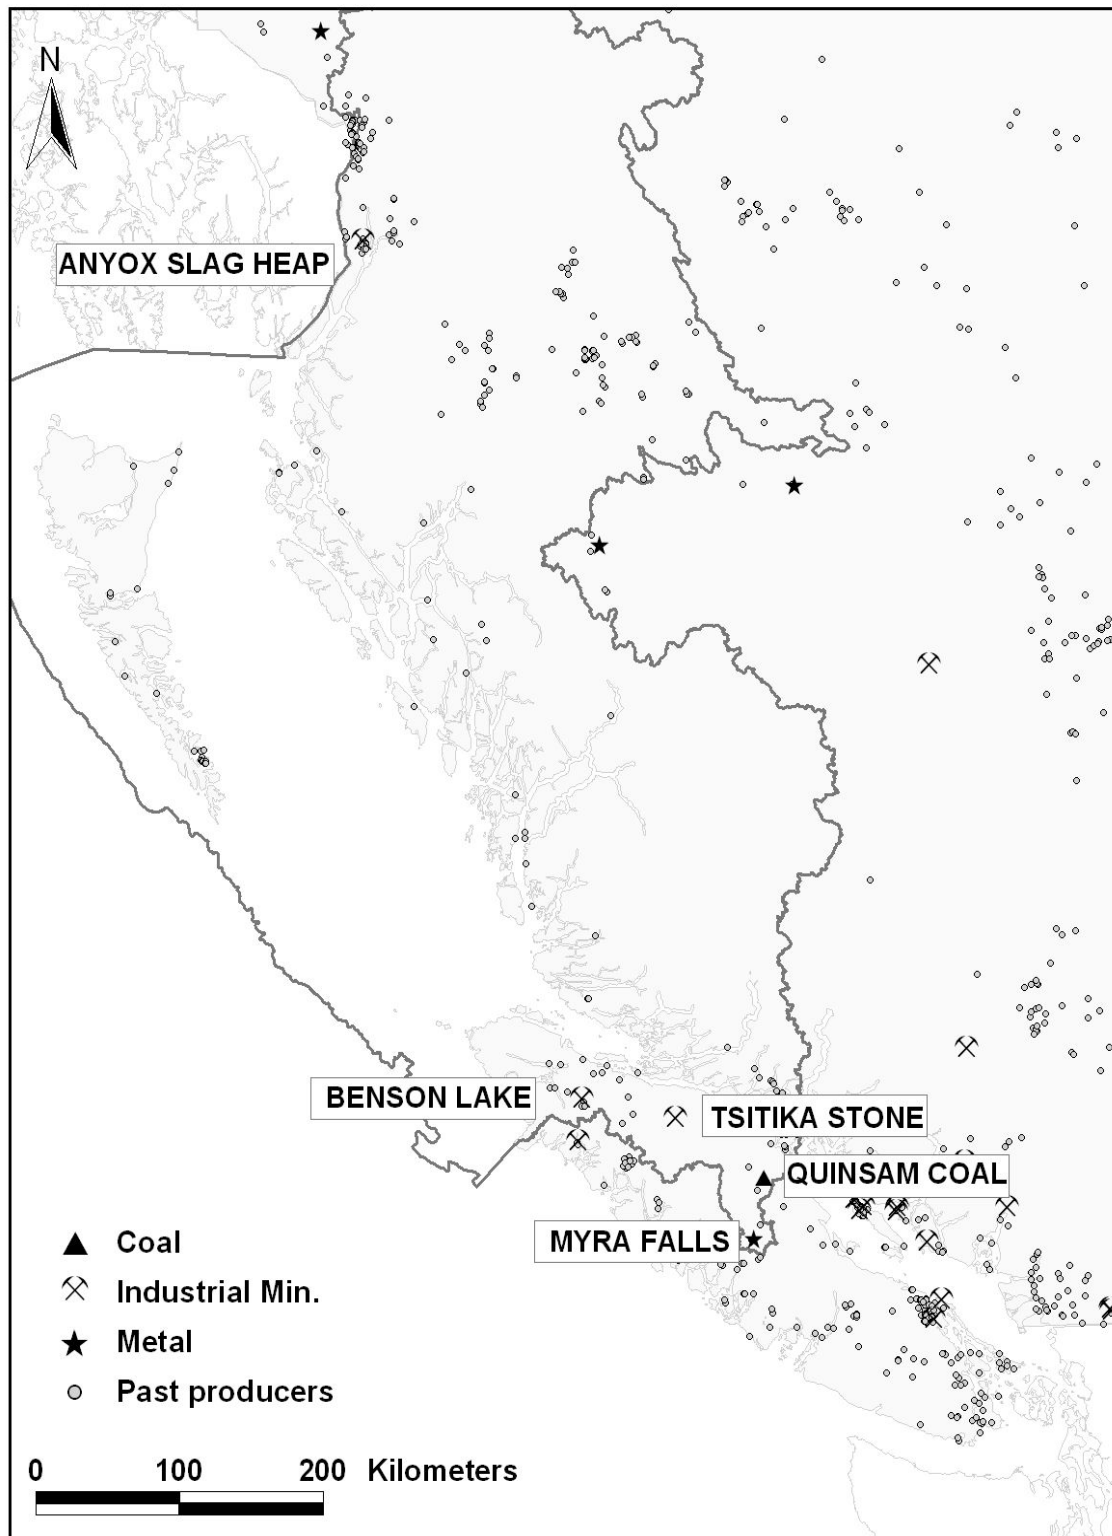 N
ANYOX SLAG HEAP
BENSON LAKE
TSITIKA STONE
QUINSAM COAL
MYRA FALLS
Coal
Industrial Min.
Metal
Past producers
0 100 200 Kilometers